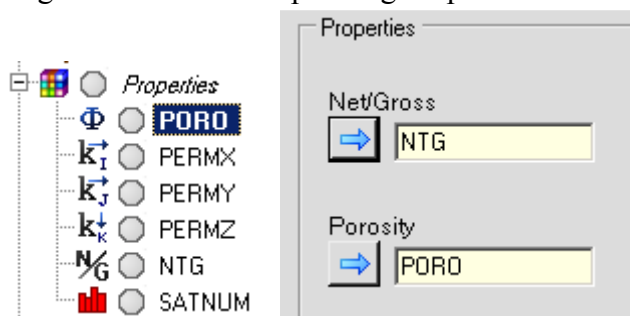 Properties
PORO
PERMX
PERMY
PERMZ
NTG
SATNUM
Properties
Net/Gross
NTG
Porosity
PORO